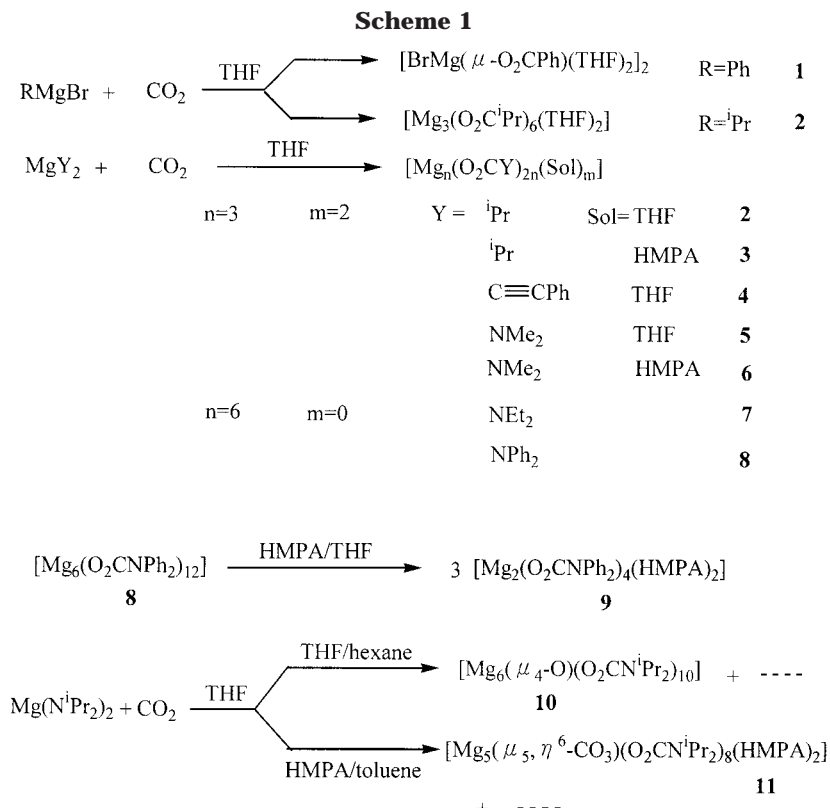 Scheme 1
RMgBr + CO₂ THF [BrMg(μ-O₂CPh)(THF)₂]₂ R=Ph 1
[Mg₃(O₂CⁱPr)₆(THF)₂] R=ⁱPr 2
MgY₂ + CO₂ THF [Mgₙ(O₂CY)₂ₙ(Sol)ₘ]
n=3 m=2 Y = ⁱPr Sol= THF 2
ⁱPr HMPA 3
C≡CPh THF 4
NMe₂ THF 5
NMe₂ HMPA 6
n=6 m=0 NEt₂ 7
NPh₂ 8
[Mg₆(O₂CNPh₂)₁₂] HMPA/THF 3 [Mg₂(O₂CNPh₂)₄(HMPA)₂]
8 9
Mg(NⁱPr₂)₂ + CO₂ THF THF/hexane [Mg₆(μ₄-O)(O₂CNⁱPr₂)₁₀] + ----
10
HMPA/toluene [Mg₅(μ₅, η⁶-CO₃)(O₂CNⁱPr₂)₈(HMPA)₂]
11
+ ----